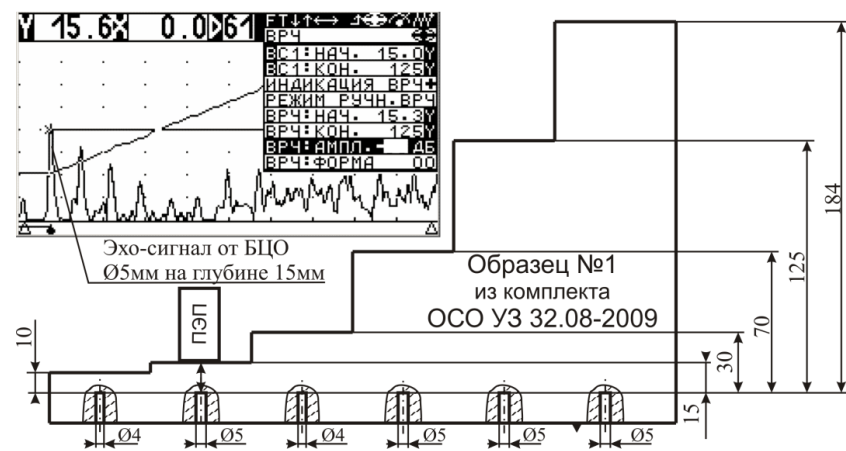 Y 15.6X 0.0 61
FT↓↑↔
ВРЧ
ВС1:НАЧ. 15.0Y
ВС1:КОН. 125Y
ИНДИКАЦИЯ ВРЧ+
РЕЖИМ РУЧН.ВРЧ
ВРЧ:НАЧ. 15.3Y
ВРЧ:КОН. 125Y
ВРЧ:АМПЛ.- ДБ
ВРЧ:ФОРМА 00
Эхо-сигнал от БЦО
Ø5мм на глубине 15мм
ПЭП
Образец №1
из комплекта
ОСО УЗ 32.08-2009
10
15
30
70
125
184
Ø4 Ø5 Ø4 Ø5 Ø5 Ø5